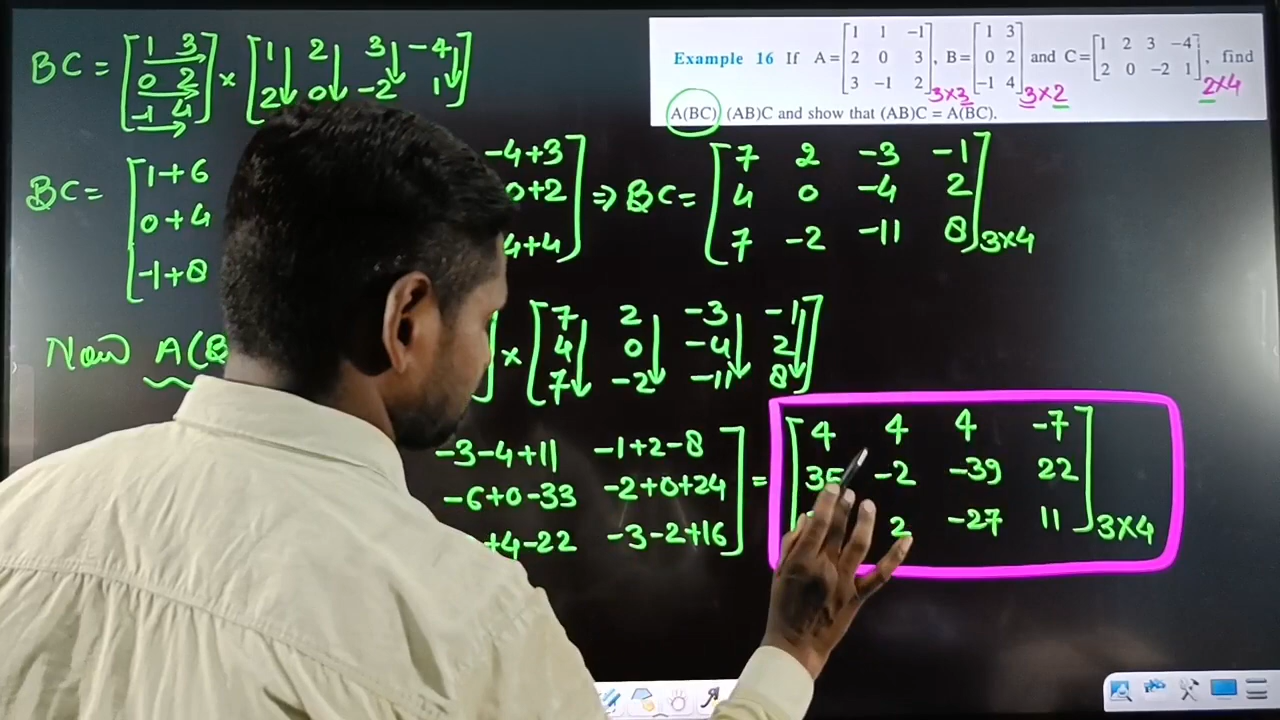 Example 16 If A = [1 1 -1; 2 0 3; 3 -1 2] 3×3, B = [1 3; 0 2; -1 4] 3×2 and C = [1 2 3 -4; 2 0 -2 1], find 2×4
A(BC) (AB)C and show that (AB)C = A(BC).
BC = [1 3; 0 2; -1 4] × [1 2 3 -4; 2 0 -2 1]
BC = [1+6 -4+3; 0+4 0+2; -1+8 4+4] ⇒ BC = [7 2 -3 -1; 4 0 -4 2; 7 -2 -11 8] 3×4
Now A(B × [7 2 -3 -1; 4 0 -4 2; 7 -2 -11 8]
-3-4+11 -1+2-8
-6+0-33 -2+0+24
+4-22 -3-2+16
= [4 4 4 -7; 35 -2 -39 22; 2 -27 11] 3×4